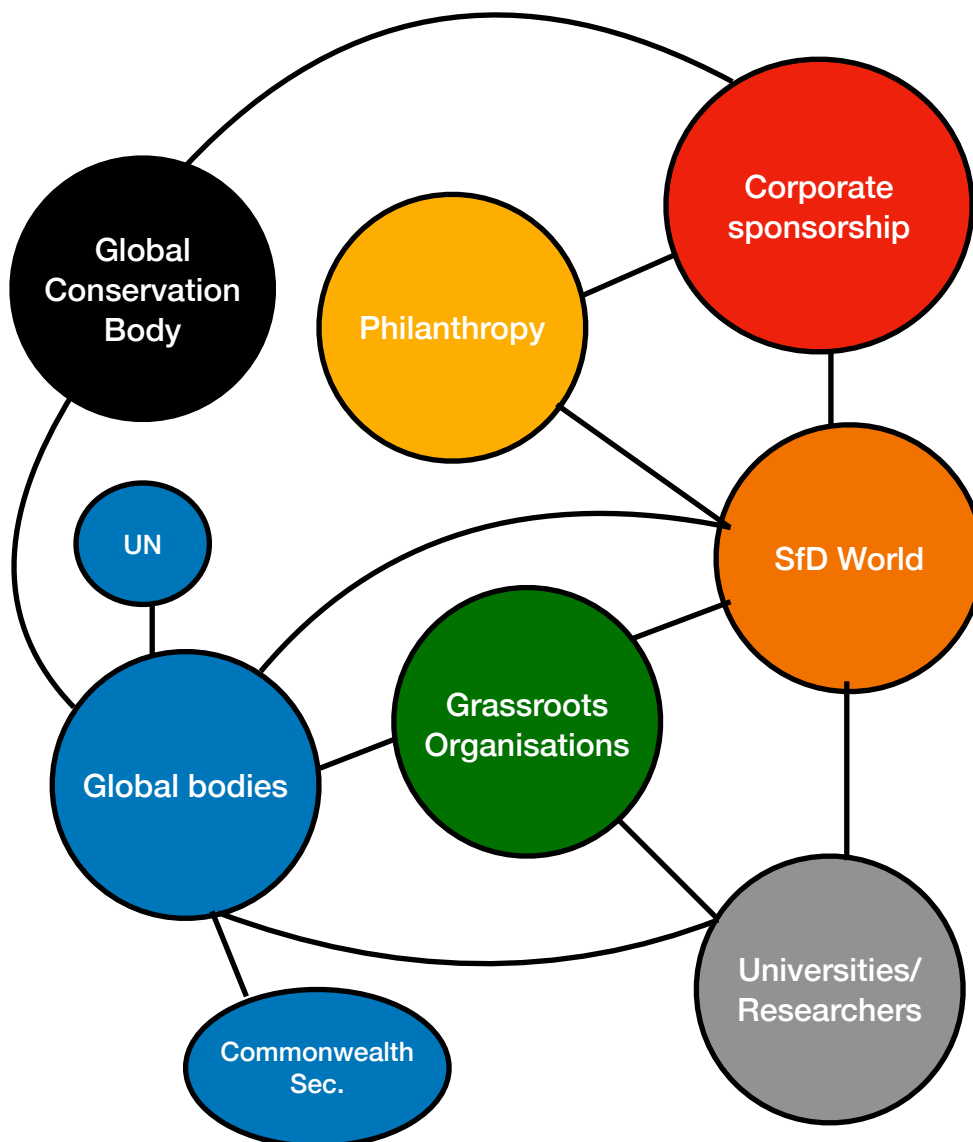 Corporate
sponsorship
Global
Conservation
Body
Philanthropy
UN
SfD World
Grassroots
Organisations
Global bodies
Universities/
Researchers
Commonwealth
Sec.